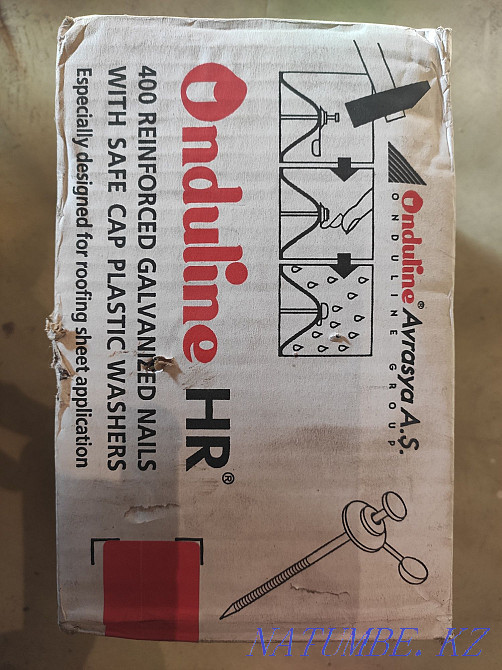 Onduline® Avrasya A.Ş.
ONDULINE GROUP
Onduline HR®
400 REINFORCED GALVANIZED NAILS
WITH SAFE CAP PLASTIC WASHERS
Especially designed for roofing sheet application
NATUMBE.KZ